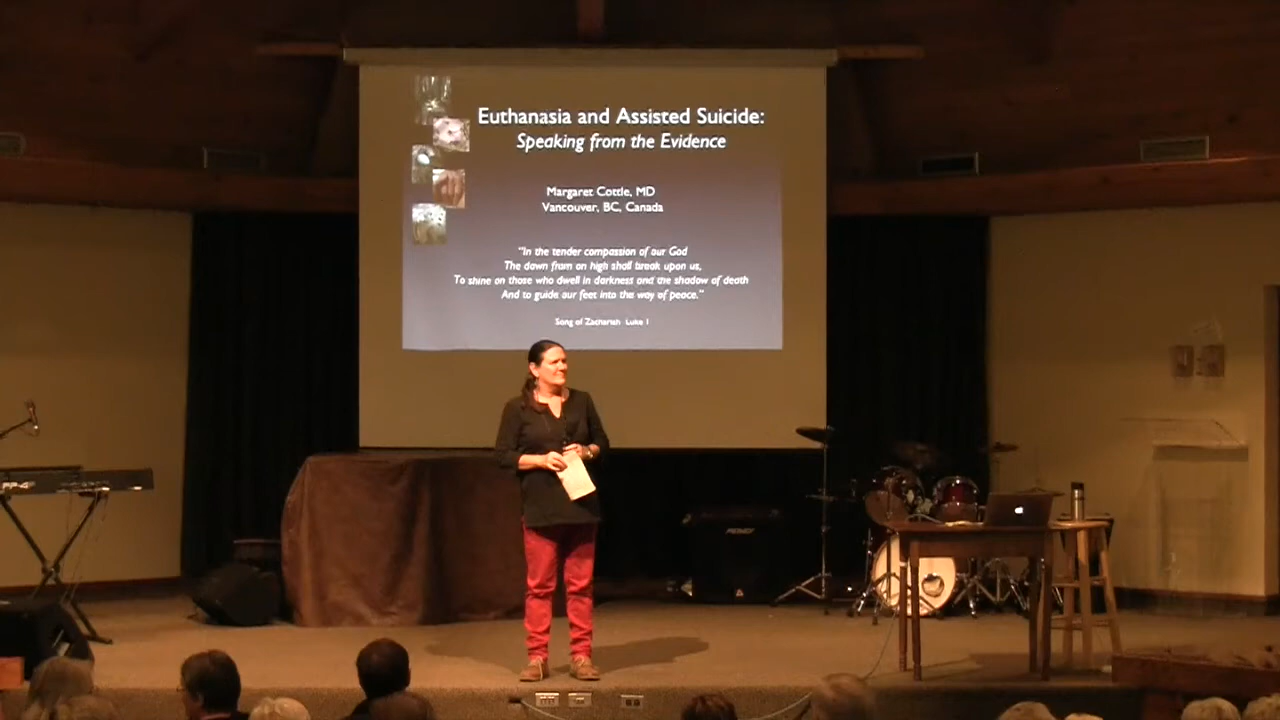 Euthanasia and Assisted Suicide:
Speaking from the Evidence
Margaret Cottle, MD
Vancouver, BC, Canada
"In the tender compassion of our God
The dawn from on high shall break upon us,
To shine on those who dwell in darkness and the shadow of death
And to guide our feet into the way of peace."
Song of Zachariah Luke 1
PEAVEY